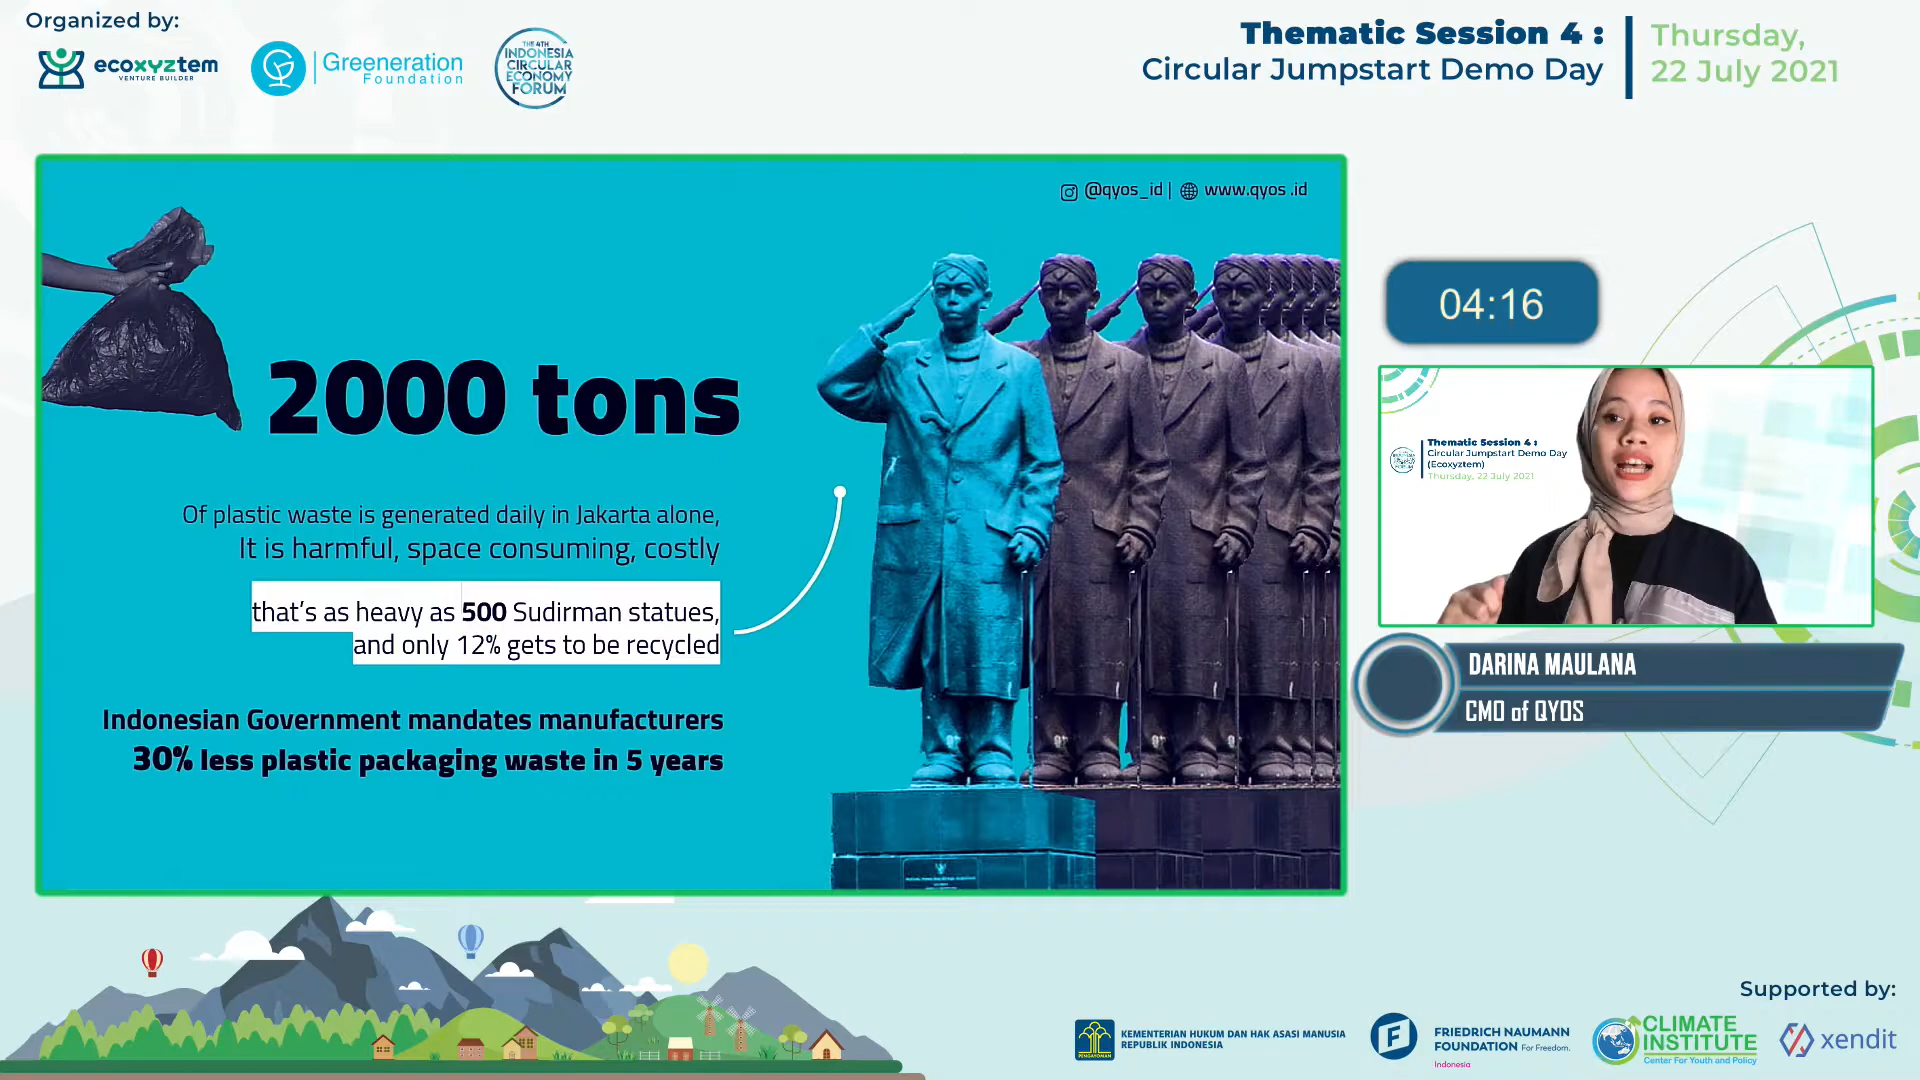 Organized by:
ecoxyztem
VENTURE BUILDER
Greeneration
Foundation
THE 4TH
INDONESIA
CIRCULAR
ECONOMY
FORUM
Thematic Session 4 :
Circular Jumpstart Demo Day
Thursday,
22 July 2021
@qyos_id | www.qyos .id
2000 tons
Of plastic waste is generated daily in Jakarta alone,
It is harmful, space consuming, costly
that's as heavy as 500 Sudirman statues,
and only 12% gets to be recycled
Indonesian Government mandates manufacturers
30% less plastic packaging waste in 5 years
04:16
Thematic Session 4 :
Circular Jumpstart Demo Day
(Ecoxyztem)
Thursday, 22 July 2021
DARINA MAULANA
CMO of QYOS
Supported by:
PENGAYOMAN
KEMENTERIAN HUKUM DAN HAK ASASI MANUSIA
REPUBLIK INDONESIA
FRIEDRICH NAUMANN
FOUNDATION For Freedom.
Indonesia
CLIMATE
INSTITUTE
Center For Youth and Policy
xendit